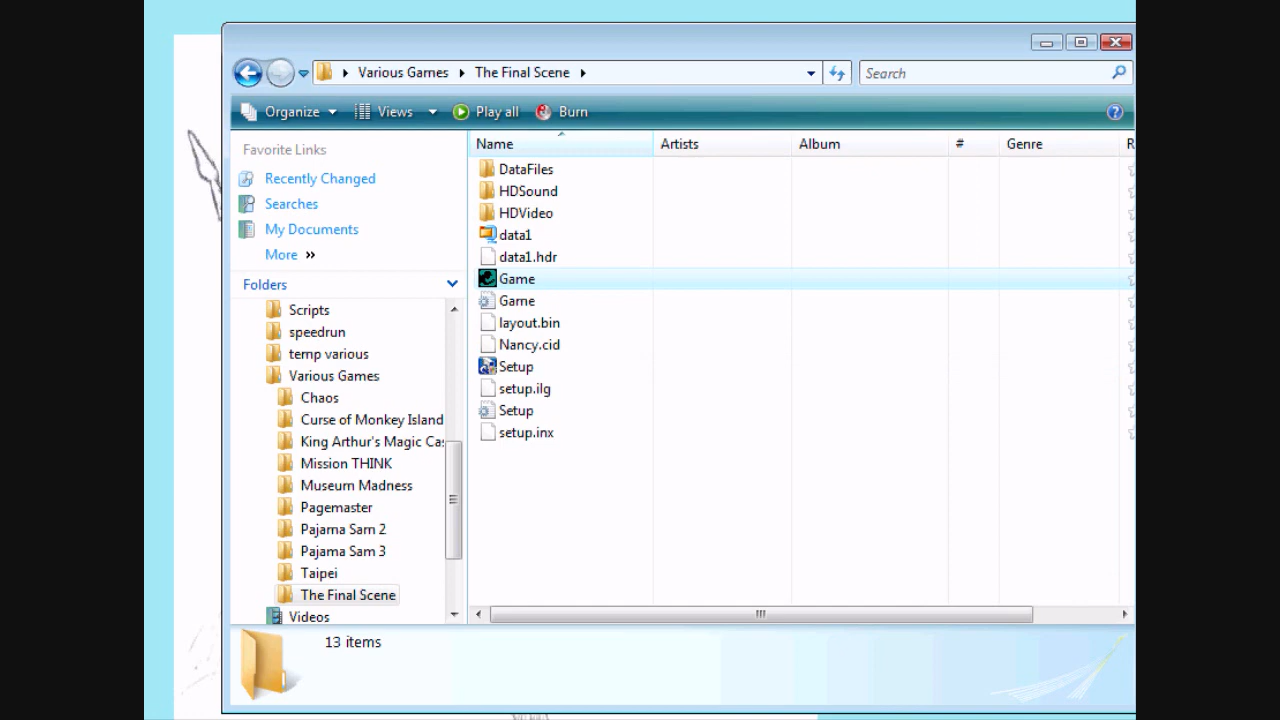 Various Games The Final Scene Search
Organize Views Play all Burn
Favorite Links
Recently Changed
Searches
My Documents
More »
Folders
Scripts
speedrun
temp various
Various Games
Chaos
Curse of Monkey Island
King Arthur's Magic Cas
Mission THINK
Museum Madness
Pagemaster
Pajama Sam 2
Pajama Sam 3
Taipei
The Final Scene
Videos
Name Artists Album # Genre R
DataFiles
HDSound
HDVideo
data1
data1.hdr
Game
Game
layout.bin
Nancy.cid
Setup
setup.ilg
Setup
setup.inx
13 items